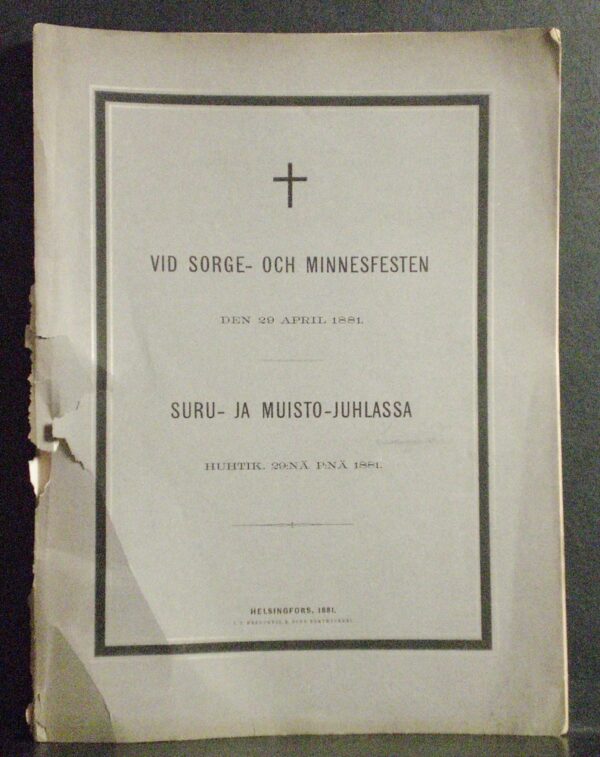 VID SORGE- OCH MINNESFESTEN
DEN 29 APRIL 1881.
SURU- JA MUISTO-JUHLASSA
HUHTIK. 29:NÄ P:NÄ 1881.
HELSINGFORS, 1881.